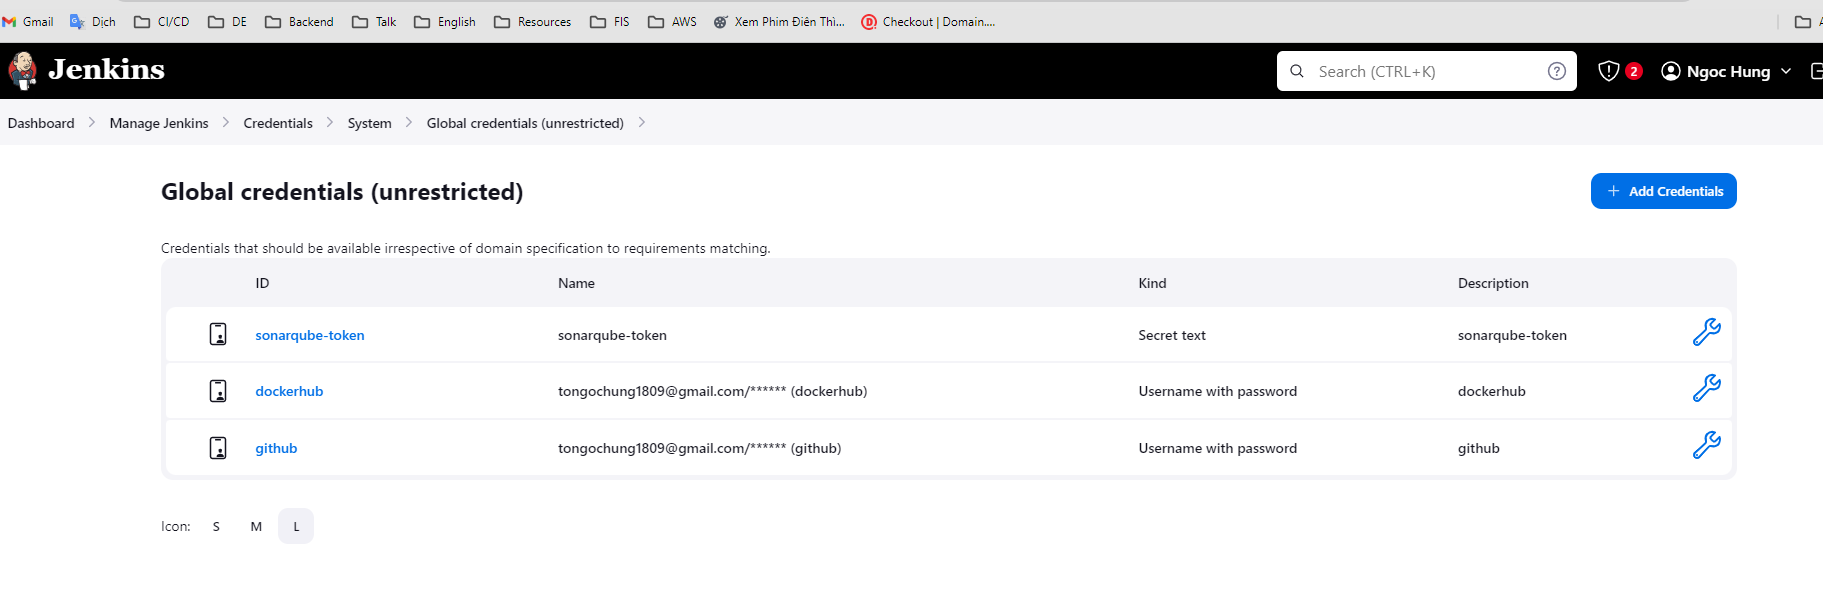 Gmail Dịch CI/CD DE Backend Talk English Resources FIS AWS Xem Phim Điên Thì... Checkout | Domain....
Jenkins Search (CTRL+K) 2 Ngoc Hung
Dashboard Manage Jenkins Credentials System Global credentials (unrestricted)
Global credentials (unrestricted) + Add Credentials
Credentials that should be available irrespective of domain specification to requirements matching.
ID Name Kind Description
sonarqube-token sonarqube-token Secret text sonarqube-token
dockerhub tongochung1809@gmail.com/****** (dockerhub) Username with password dockerhub
github tongochung1809@gmail.com/****** (github) Username with password github
Icon: S M L